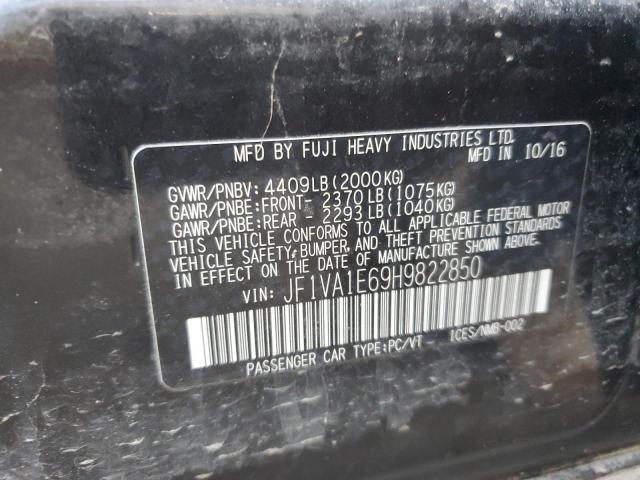 MFD BY FUJI HEAVY INDUSTRIES LTD.
MFD IN 10/16
GVWR/PNBV: 4409LB(2000KG)
GAWR/PNBE:FRONT- 2370LB(1075KG)
GAWR/PNBE:REAR - 2293LB(1040KG)
THIS VEHICLE CONFORMS TO ALL APPLICABLE FEDERAL MOTOR
VEHICLE SAFETY, BUMPER, AND THEFT PREVENTION STANDARDS
IN EFFECT ON THE DATE OF MANUFACTURE SHOWN ABOVE.
VIN: JF1VA1E69H9822850
PASSENGER CAR TYPE:PC/VT ICES/NMB-002